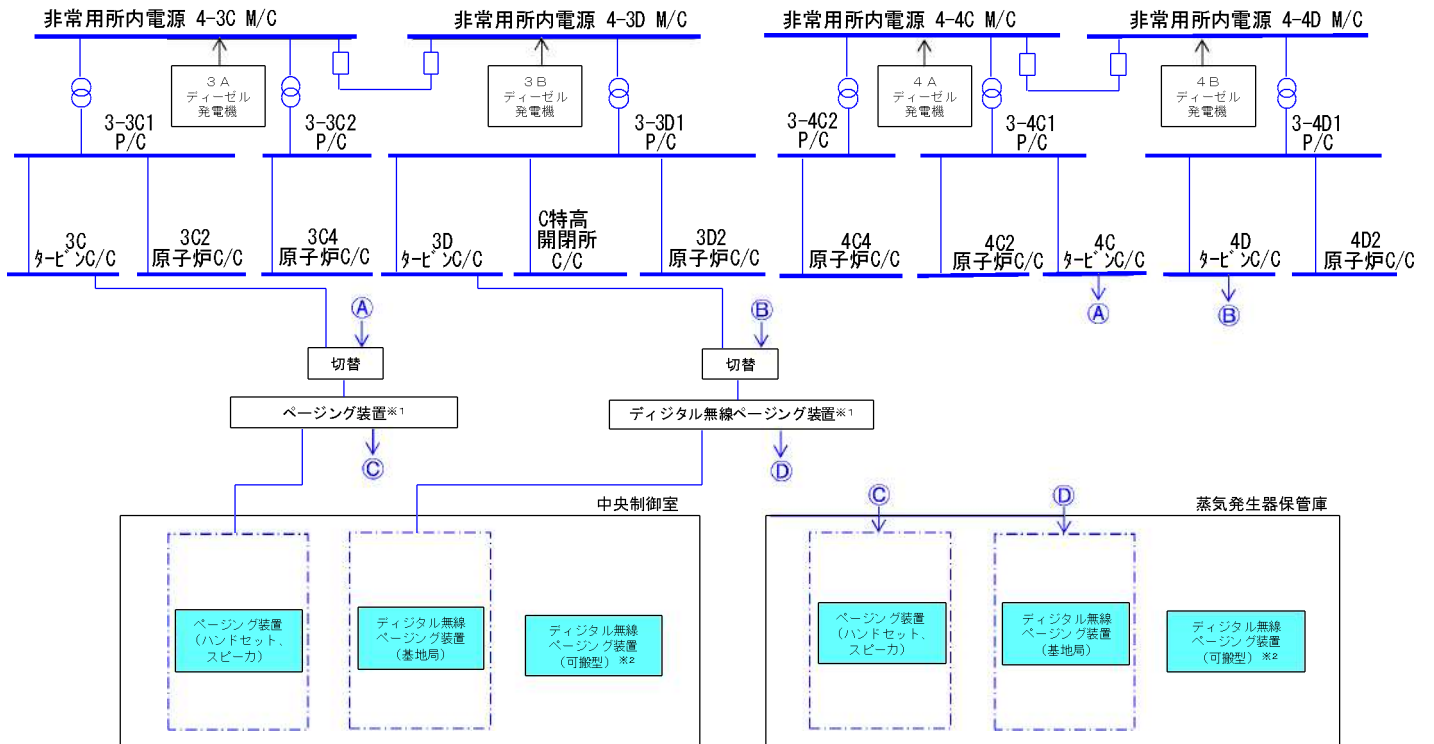 非常用所内電源 4-3C M/C
非常用所内電源 4-3D M/C
非常用所内電源 4-4C M/C
非常用所内電源 4-4D M/C
3A
ディーゼル
発電機
3B
ディーゼル
発電機
4A
ディーゼル
発電機
4B
ディーゼル
発電機
3-3C1
P/C
3-3C2
P/C
3-3D1
P/C
3-4C2
P/C
3-4C1
P/C
3-4D1
P/C
3C
タービンC/C
3C2
原子炉C/C
3C4
原子炉C/C
3D
タービンC/C
C特高
開閉所
C/C
3D2
原子炉C/C
4C4
原子炉C/C
4C2
原子炉C/C
4C
タービンC/C
4D
タービンC/C
4D2
原子炉C/C
Ⓐ
Ⓑ
Ⓐ
Ⓑ
切替
切替
ページング装置※1
ディジタル無線ページング装置※1
Ⓒ
Ⓓ
中央制御室
Ⓒ
Ⓓ
蒸気発生器保管庫
ページング装置
(ハンドセット、
スピーカ)
ディジタル無線
ページング装置
(基地局)
ディジタル無線
ページング装置
(可搬型)※2
ページング装置
(ハンドセット、
スピーカ)
ディジタル無線
ページング装置
(基地局)
ディジタル無線
ページング装置
(可搬型)※2